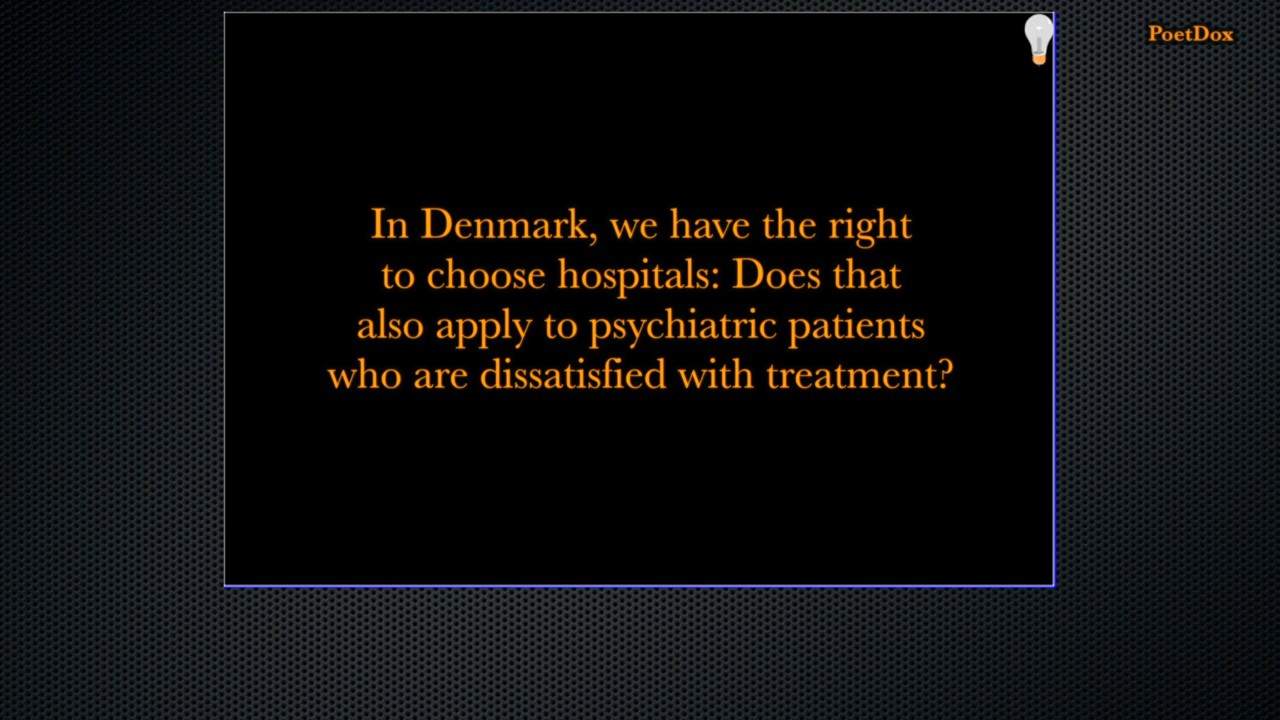 PoetDox
In Denmark, we have the right
to choose hospitals: Does that
also apply to psychiatric patients
who are dissatisfied with treatment?